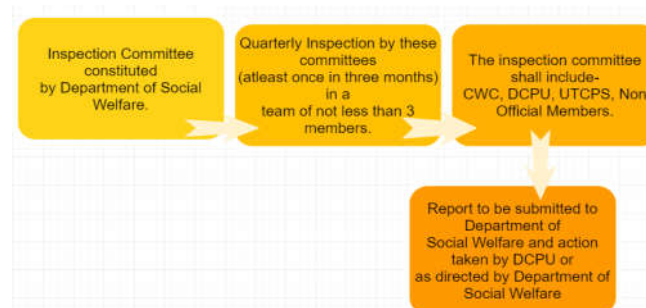 Inspection Committee
constituted
by Department of Social
Welfare.
Quarterly Inspection by these
committees
(atleast once in three months)
in a
team of not less than 3
members.
The inspection committee
shall include-
CWC, DCPU, UTCPS, Non
Official Members.
Report to be submitted to
Department of
Social Welfare and action
taken by DCPU or
as directed by Department of
Social Welfare